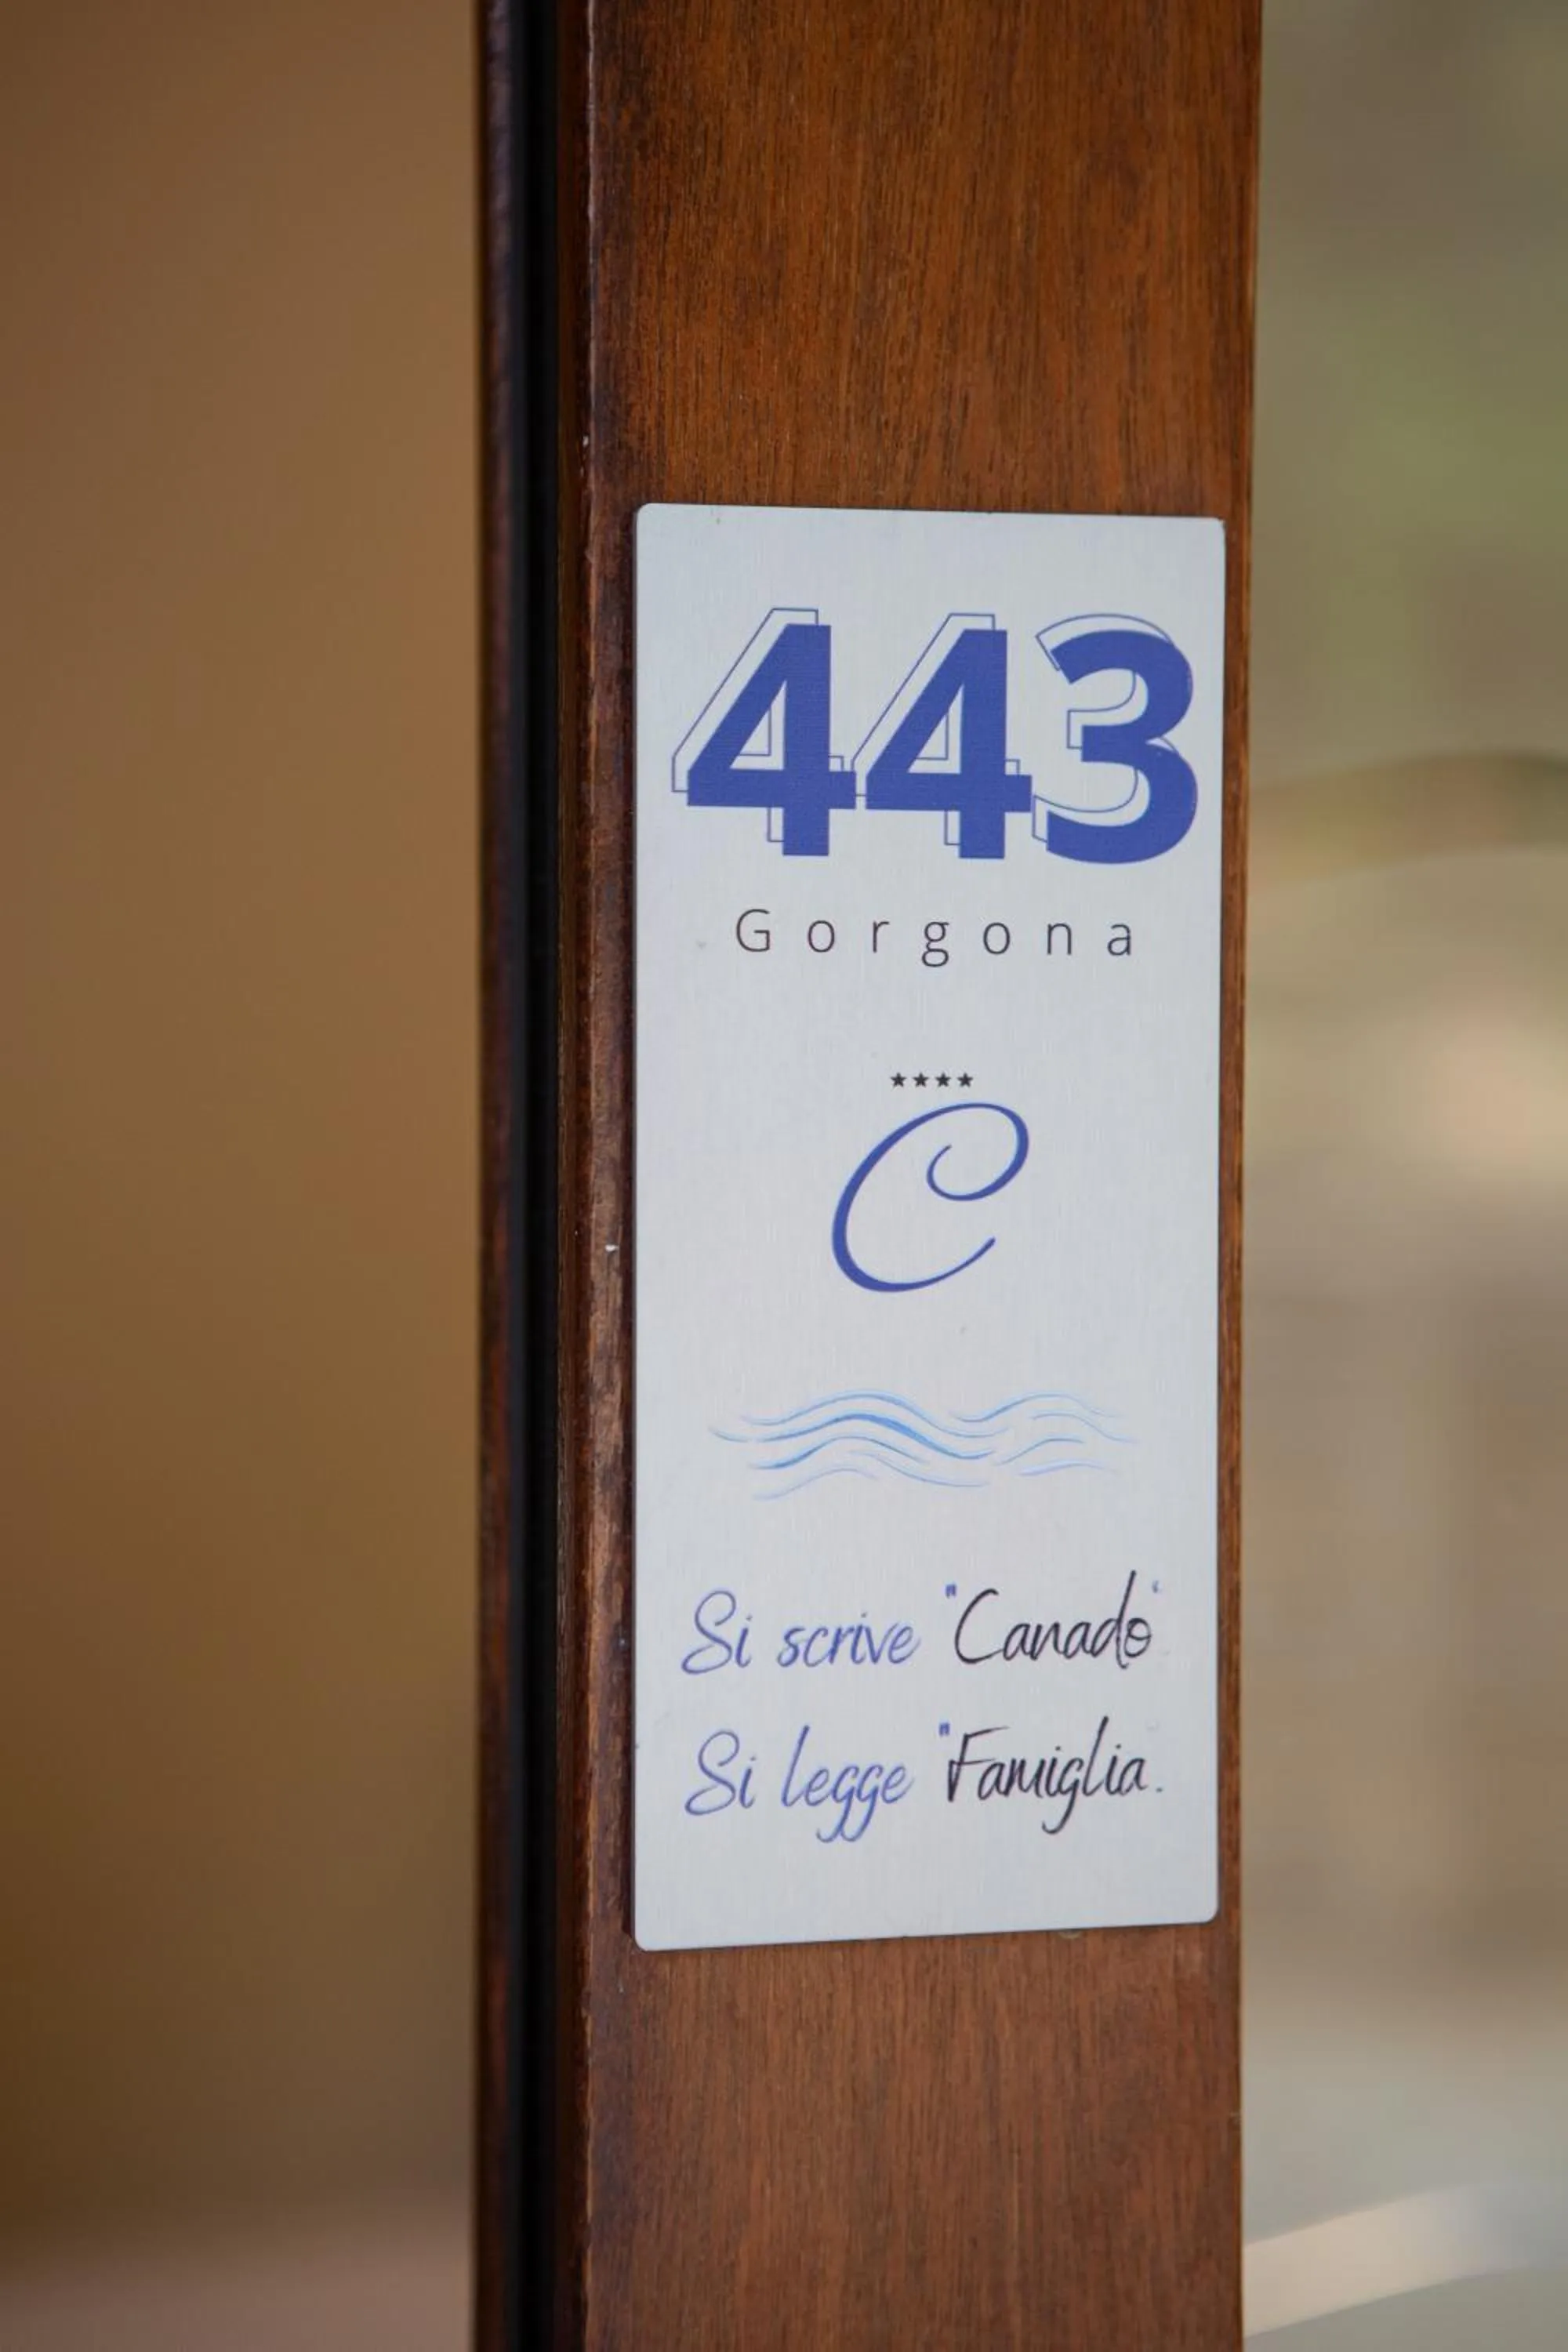 443
Gorgona
★★★★
C
Si scrive "Canado"
Si legge "Famiglia.